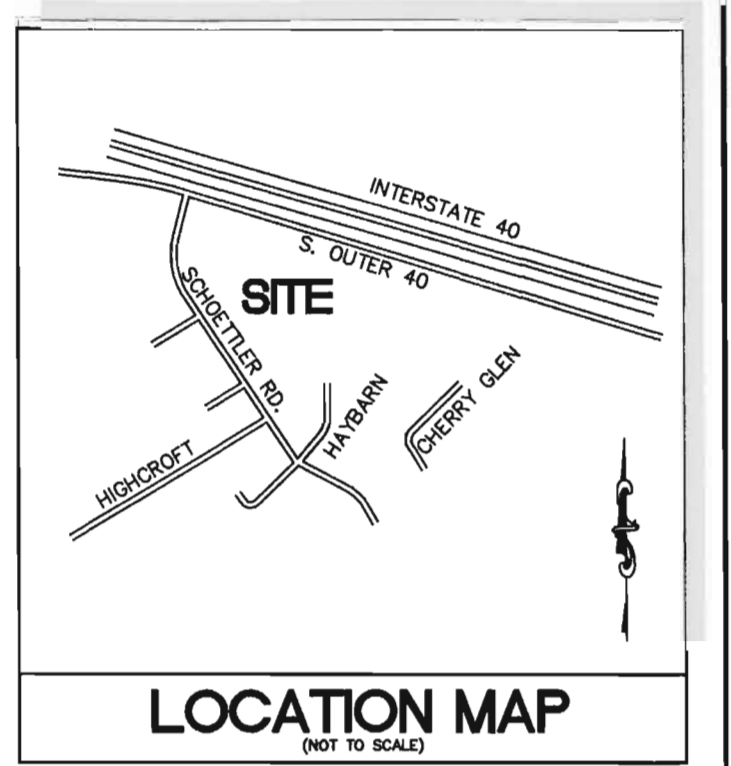 INTERSTATE 40
S. OUTER 40
SITE
SCHOETTLER RD.
HAYBARN
CHERRY GLEN
HIGHCROFT
LOCATION MAP
(NOT TO SCALE)